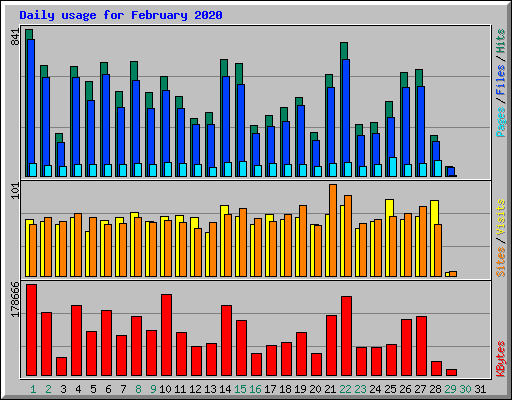 Daily usage for February 2020
841
Pages / Files / Hits
101
Sites / Visits
178666
KBytes
1 2 3 4 5 6 7 8 9 10 11 12 13 14 15 16 17 18 19 20 21 22 23 24 25 26 27 28 29 30 31